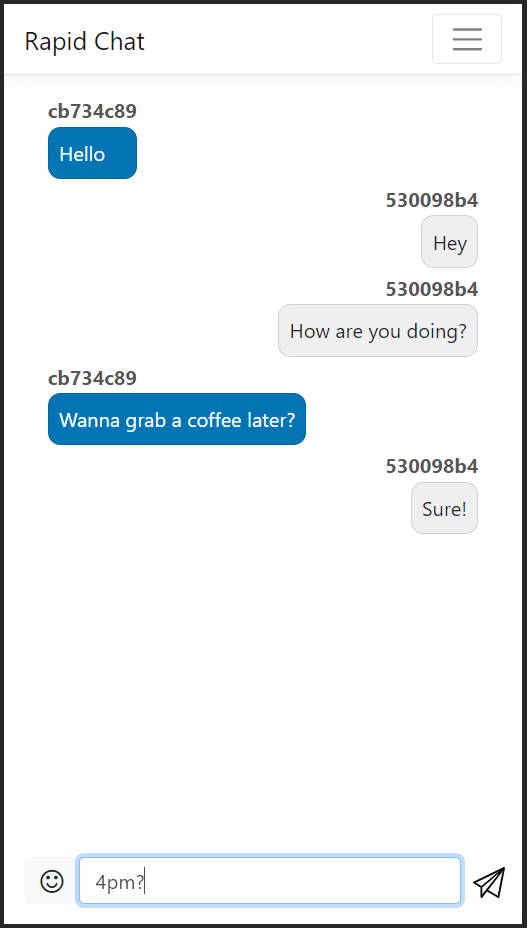 Rapid Chat
cb734c89
Hello
530098b4
Hey
530098b4
How are you doing?
cb734c89
Wanna grab a coffee later?
530098b4
Sure!
4pm?